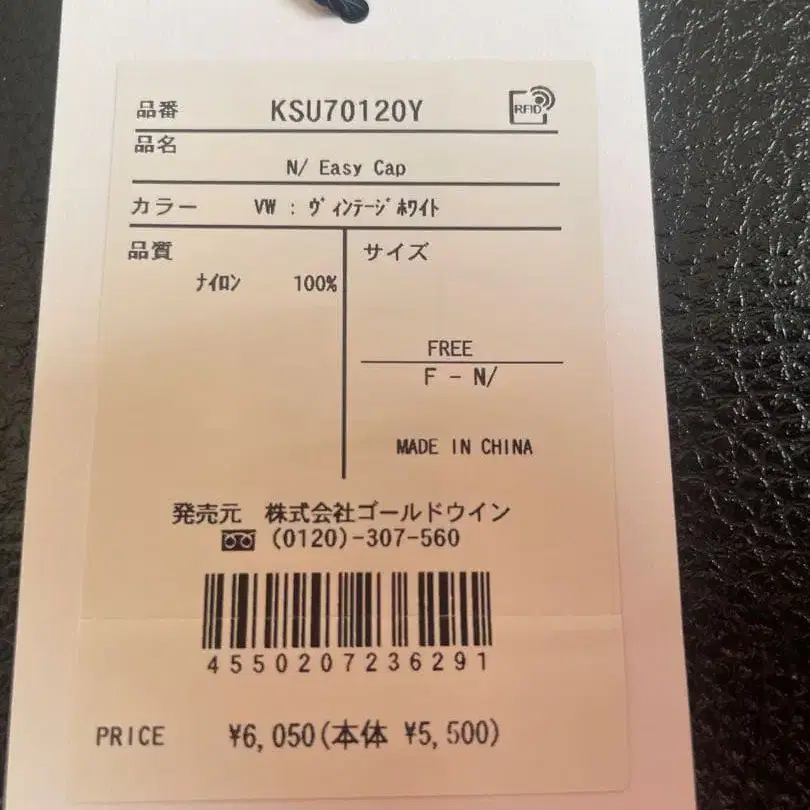 品番 KSU70120Y RFID
品名
N/ Easy Cap
カラー VW : ヴィンテージホワイト
品質 サイズ
ナイロン 100%
FREE
F - N/
MADE IN CHINA
発売元 株式会社ゴールドウイン
(0120)-307-560
4550207236291
PRICE ¥6,050(本体 ¥5,500)